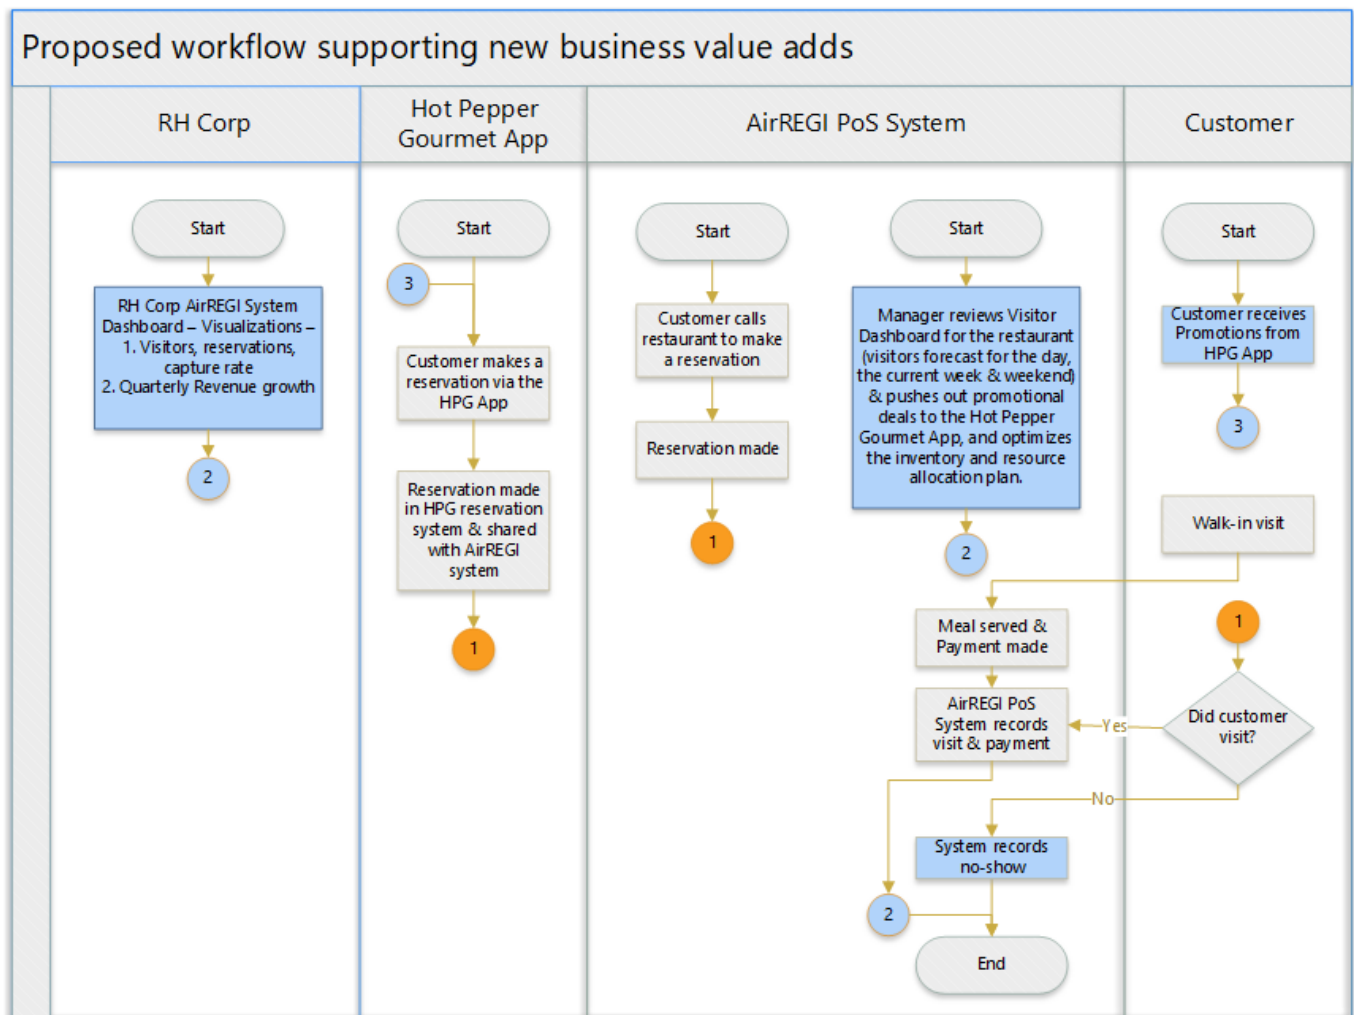 Proposed workflow supporting new business value adds
RH Corp
Hot Pepper
Gourmet App
AirREGI PoS System
Customer
Start
RH Corp AirREGI System
Dashboard – Visualizations –
1. Visitors, reservations,
capture rate
2. Quarterly Revenue growth
2
Start
3
Customer makes a
reservation via the
HPG App
Reservation made
in HPG reservation
system & shared
with AirREGI
system
1
Start
Customer calls
restaurant to make
a reservation
Reservation made
1
Start
Manager reviews Visitor
Dashboard for the restaurant
(visitors forecast for the day,
the current week & weekend)
& pushes out promotional
deals to the Hot Pepper
Gourmet App, and optimizes
the inventory and resource
allocation plan.
2
Meal served &
Payment made
AirREGI PoS
System records
visit & payment
Yes
No
System records
no-show
2
End
Start
Customer receives
Promotions from
HPG App
3
Walk-in visit
1
Did customer
visit?